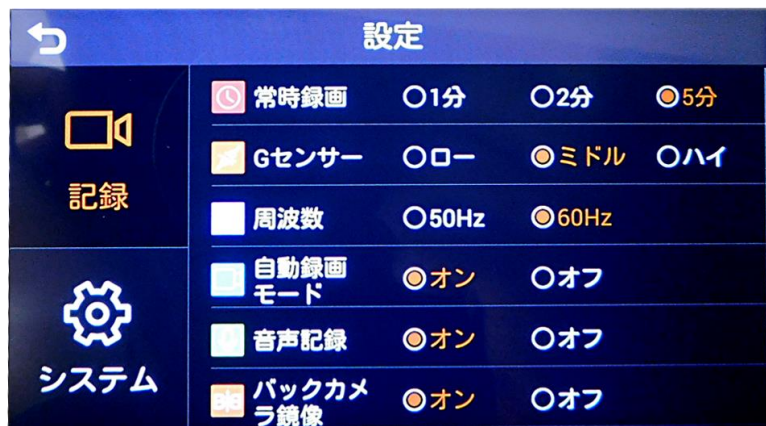 設定
記録
システム
常時録画 1分 2分 5分
Gセンサー ロー ミドル ハイ
周波数 50Hz 60Hz
自動録画
モード オン オフ
音声記録 オン オフ
バックカメ
ラ鏡像 オン オフ